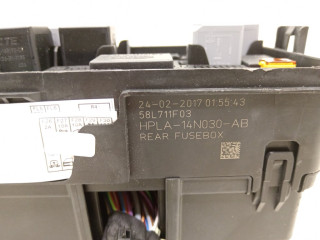 24-02-2017 01:55:43
58L711F03
HPLA-14N030-AB
REAR FUSEBOX